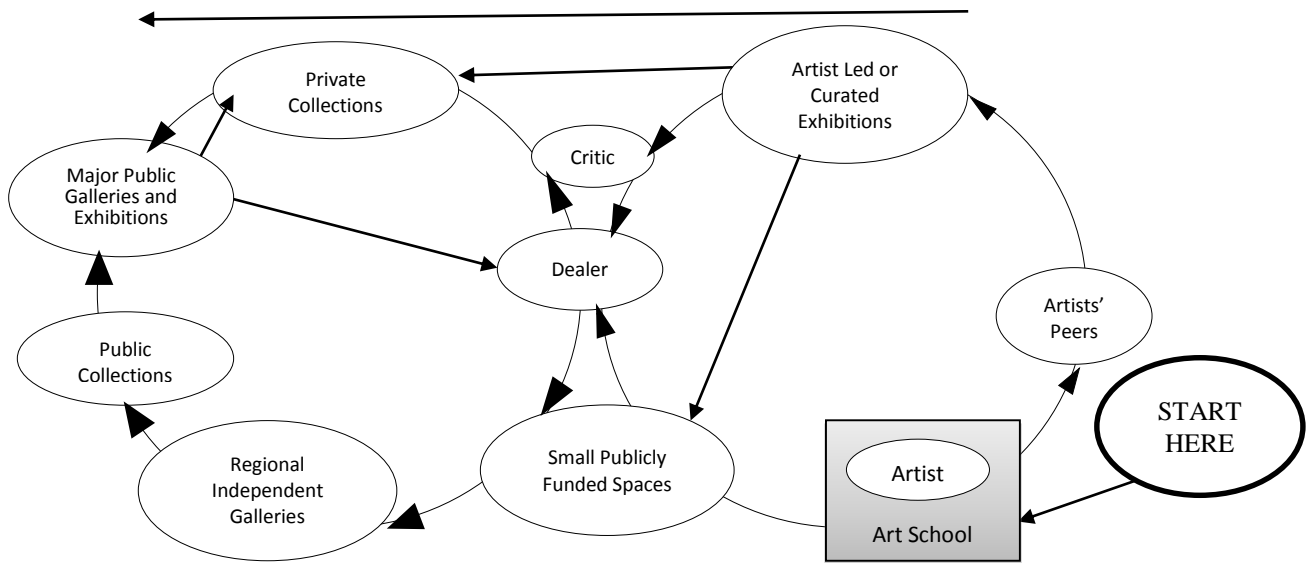 Private
Collections
Artist Led or
Curated
Exhibitions
Critic
Major Public
Galleries and
Exhibitions
Dealer
Artists’
Peers
Public
Collections
START
HERE
Regional
Independent
Galleries
Small Publicly
Funded Spaces
Artist
Art School